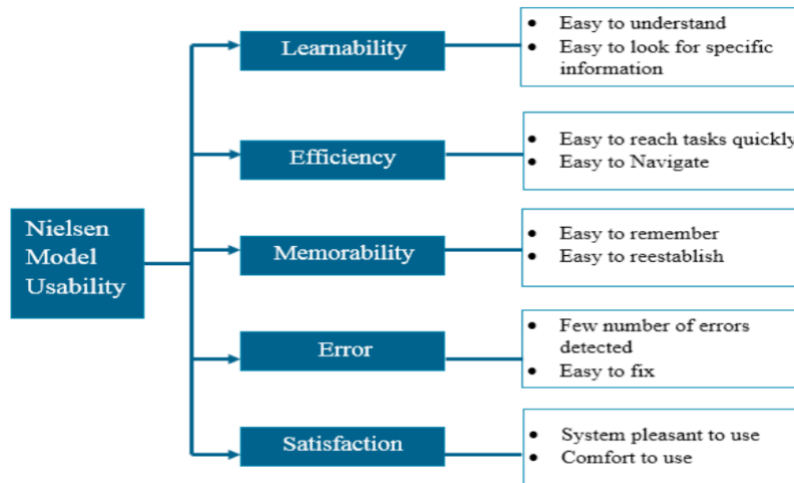 Nielsen
Model
Usability
Learnability
• Easy to understand
• Easy to look for specific
information
Efficiency
• Easy to reach tasks quickly
• Easy to Navigate
Memorability
• Easy to remember
• Easy to reestablish
Error
• Few number of errors
detected
• Easy to fix
Satisfaction
• System pleasant to use
• Comfort to use